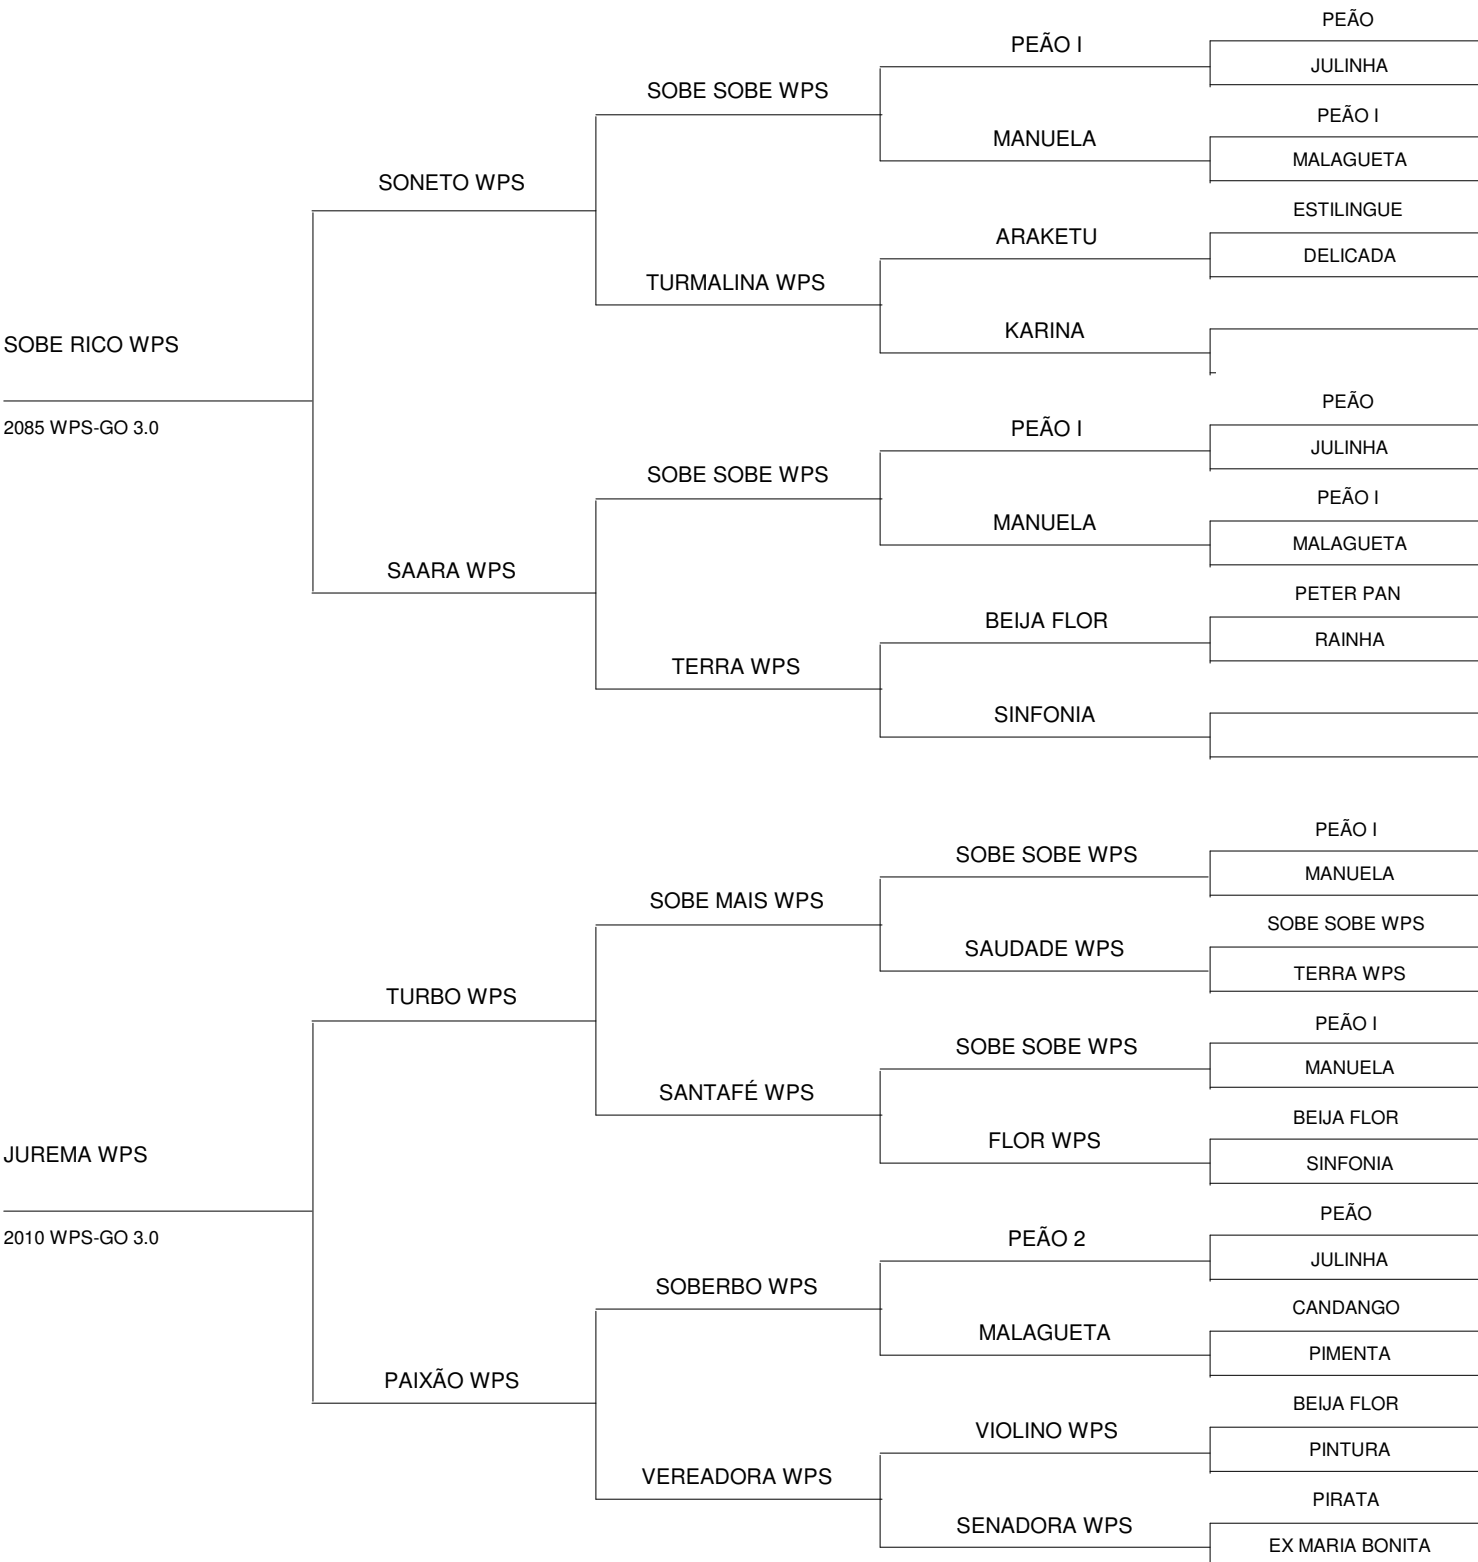 PEÃO
PEÃO I
JULINHA
SOBE SOBE WPS
PEÃO I
MANUELA
MALAGUETA
SONETO WPS
ESTILINGUE
ARAKETU
DELICADA
TURMALINA WPS
KARINA
SOBE RICO WPS
PEÃO
2085 WPS-GO 3.0
PEÃO I
JULINHA
SOBE SOBE WPS
PEÃO I
MANUELA
MALAGUETA
SAARA WPS
PETER PAN
BEIJA FLOR
RAINHA
TERRA WPS
SINFONIA
PEÃO I
SOBE SOBE WPS
MANUELA
SOBE MAIS WPS
SOBE SOBE WPS
SAUDADE WPS
TERRA WPS
TURBO WPS
PEÃO I
SOBE SOBE WPS
MANUELA
SANTAFÉ WPS
BEIJA FLOR
FLOR WPS
SINFONIA
JUREMA WPS
PEÃO
2010 WPS-GO 3.0
PEÃO 2
JULINHA
SOBERBO WPS
CANDANGO
MALAGUETA
PIMENTA
PAIXÃO WPS
BEIJA FLOR
VIOLINO WPS
PINTURA
VEREADORA WPS
PIRATA
SENADORA WPS
EX MARIA BONITA